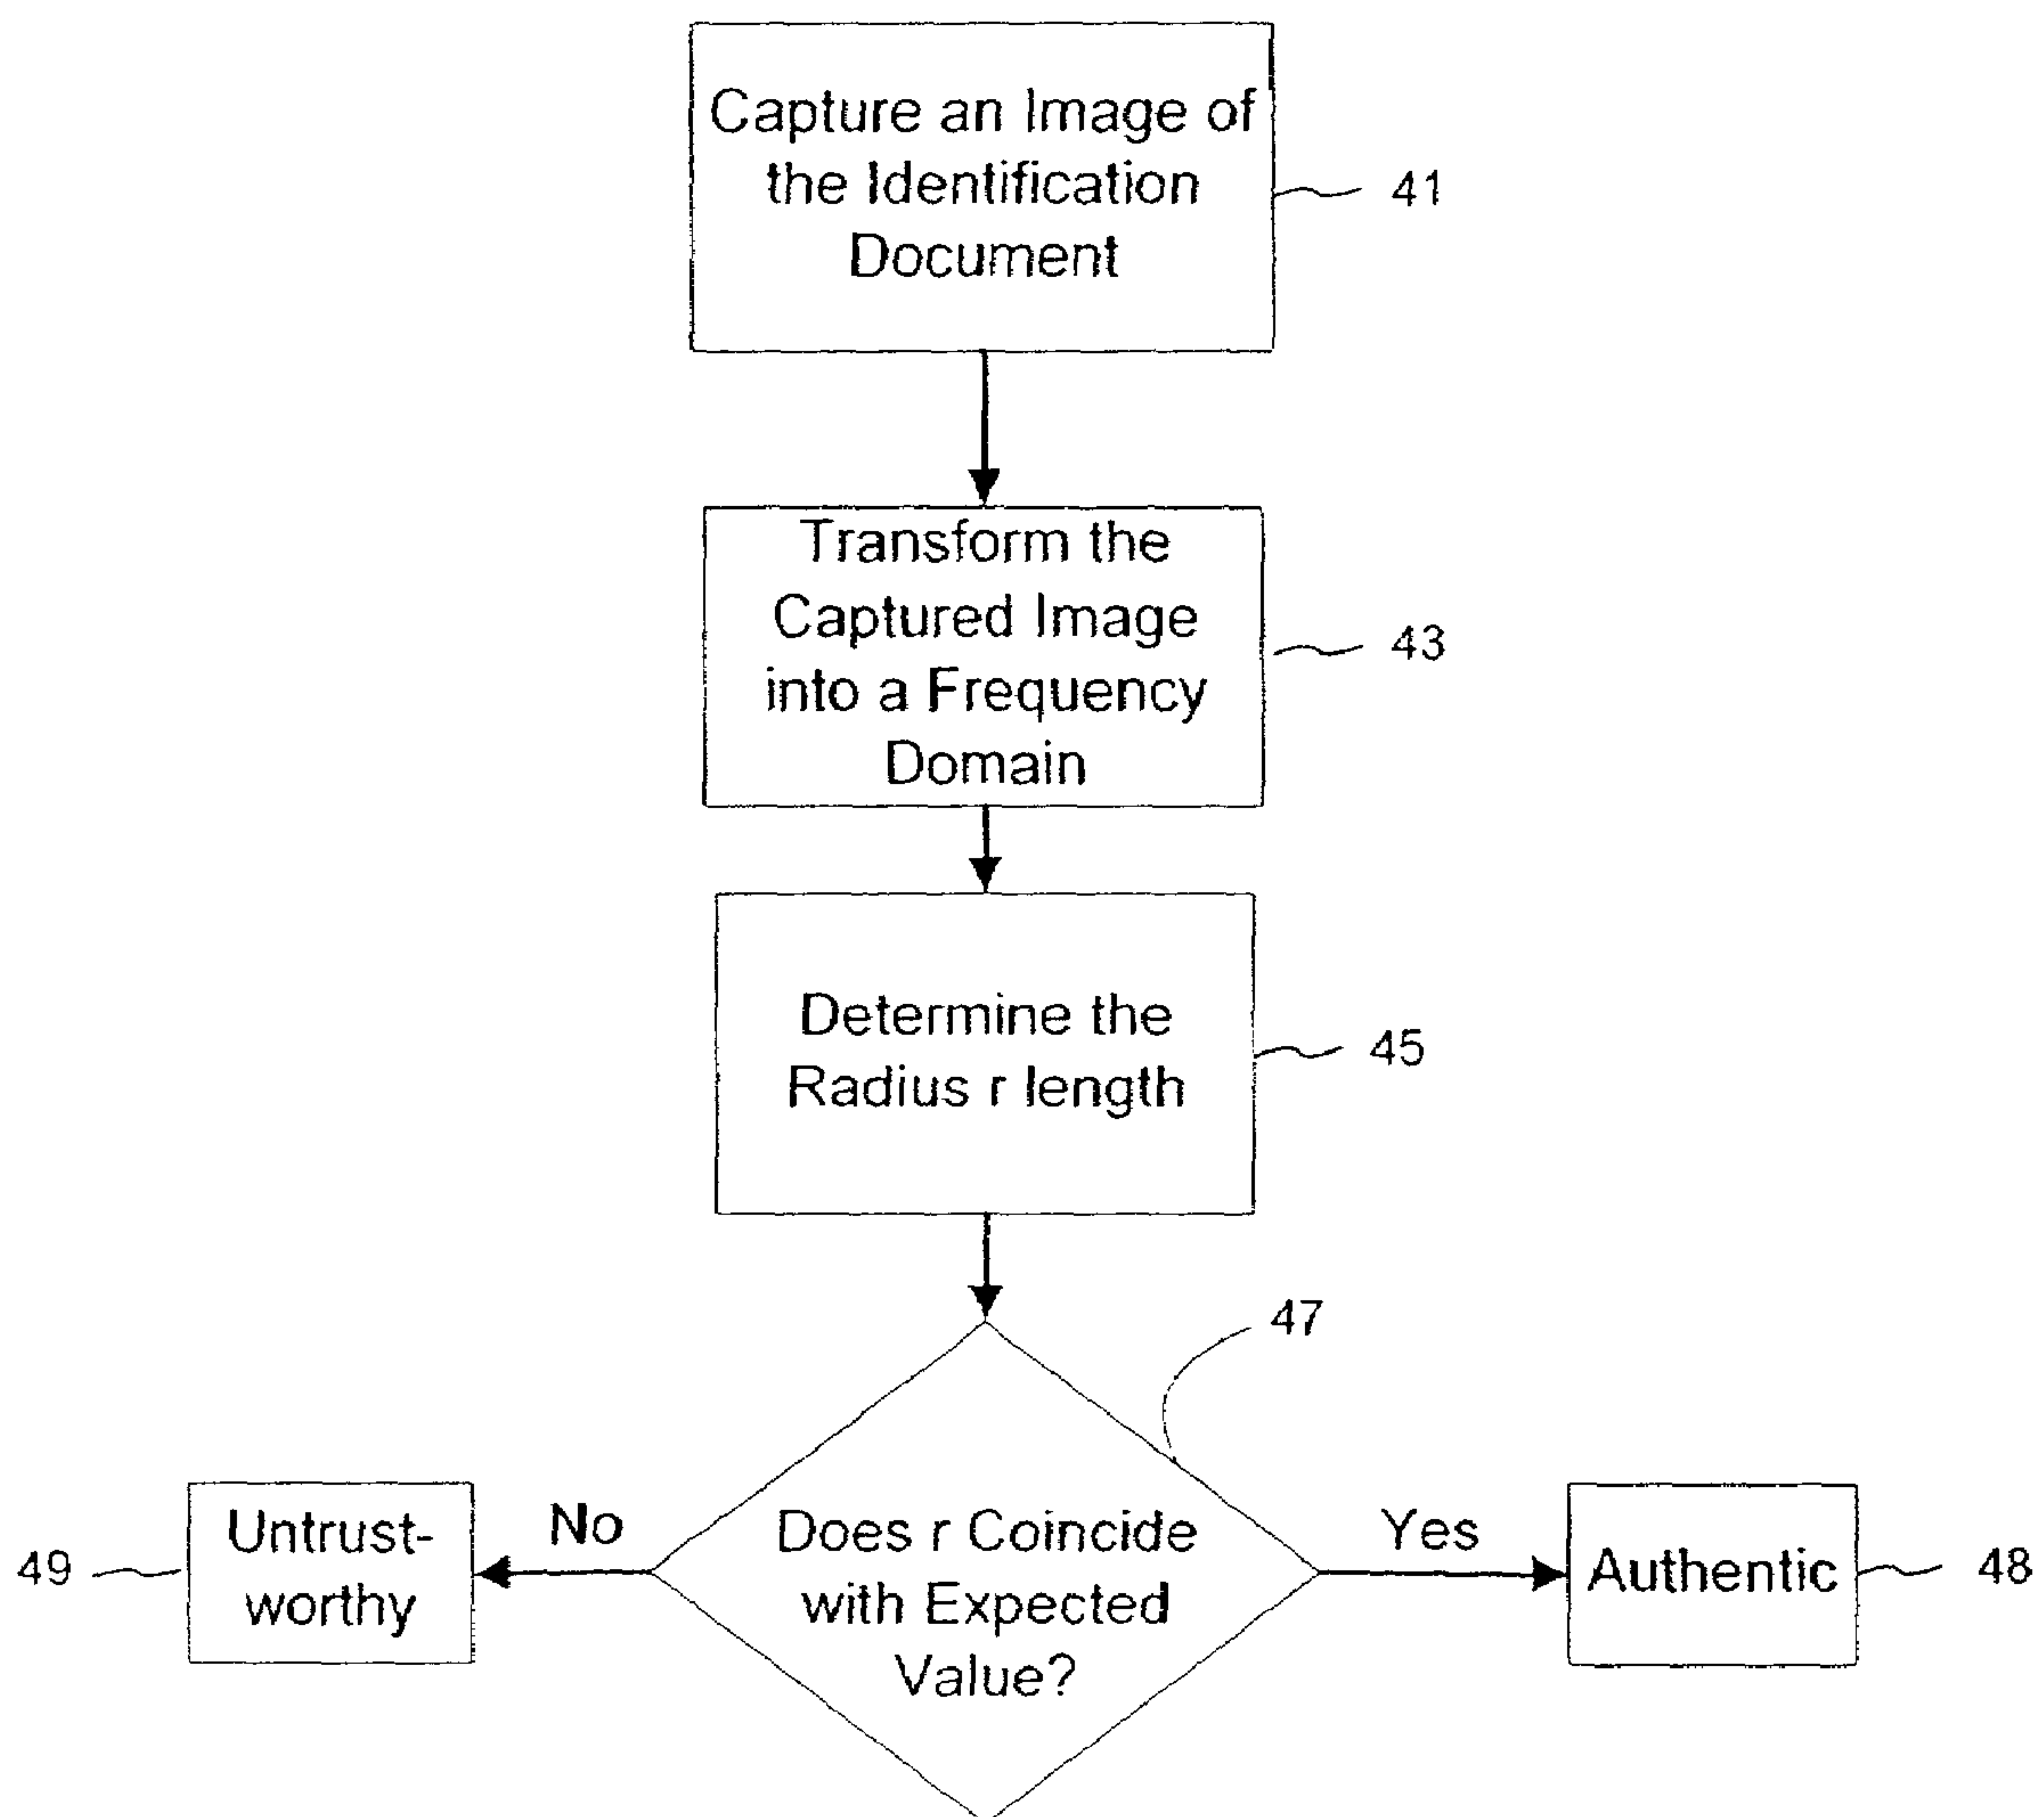 Capture an Image of
the Identification
Document
41
Transform the
Captured Image
into a Frequency
Domain
43
Determine the
Radius r length
45
47
Does r Coincide
with Expected
Value?
No
Untrust-
worthy
49
Yes
Authentic
48